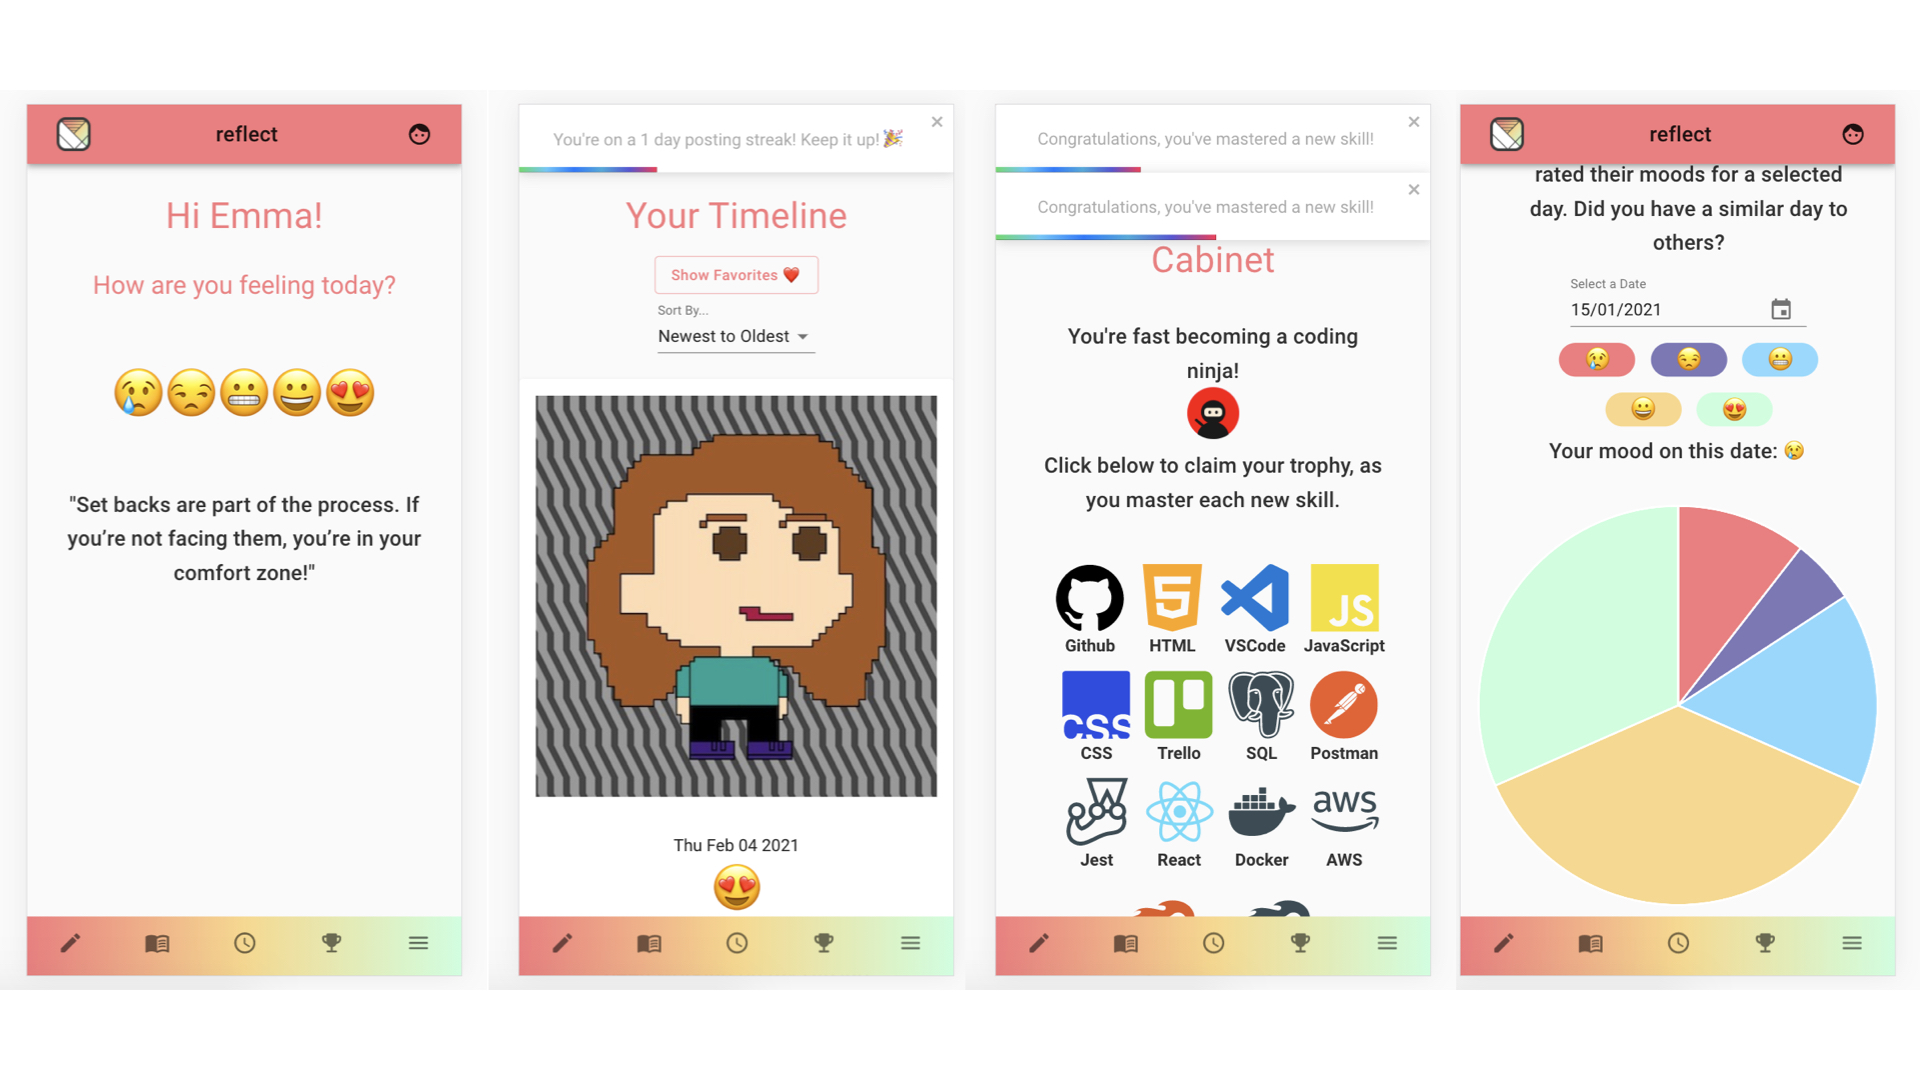 reflect
Hi Emma!
How are you feeling today?
"Set backs are part of the process. If
you’re not facing them, you’re in your
comfort zone!"
You're on a 1 day posting streak! Keep it up!
Your Timeline
Show Favorites
Sort By...
Newest to Oldest
Thu Feb 04 2021
Congratulations, you've mastered a new skill!
Congratulations, you've mastered a new skill!
Cabinet
You're fast becoming a coding
ninja!
Click below to claim your trophy, as
you master each new skill.
JS
Github HTML VSCode JavaScript
CSS
CSS Trello SQL Postman
aws
Jest React Docker AWS
reflect
rated their moods for a selected
day. Did you have a similar day to
others?
Select a Date
15/01/2021
Your mood on this date: